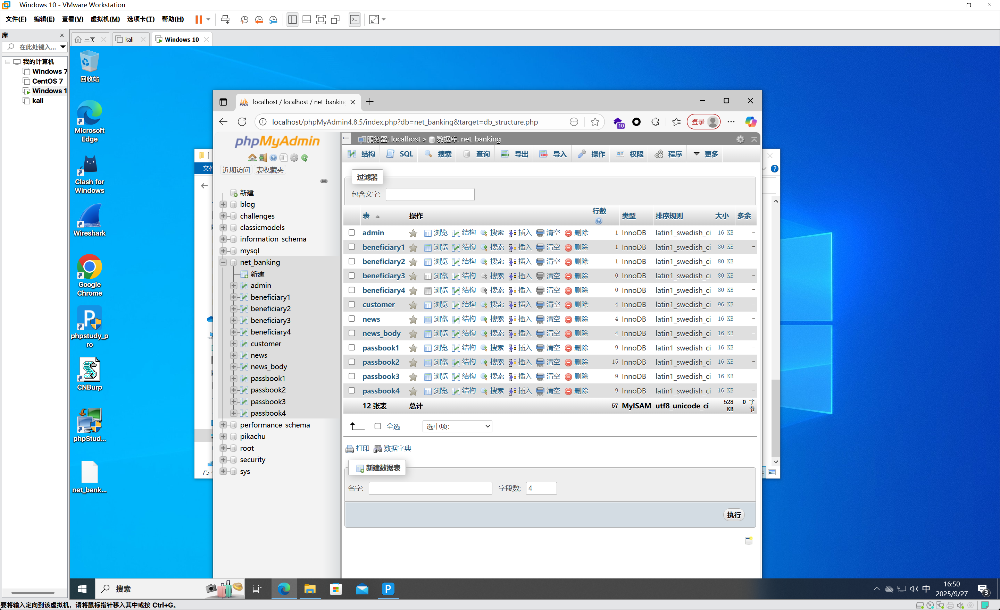 Windows 10 - VMware Workstation
文件(F) 编辑(E) 查看(V) 虚拟机(M) 选项卡(T) 帮助(H)
库
在此处键入...
我的计算机
Windows 7
CentOS 7
Windows 1
kali
主页
kali
Windows 10
回收站
Microsoft Edge
Clash for Windows
Wireshark
Google Chrome
phpstudy_pro
CNBurp
phpStud...
net_bank...
文件
75
localhost / localhost / net_banking
localhost/phpMyAdmin4.8.5/index.php?db=net_banking&target=db_structure.php
10
登录
phpMyAdmin
近期访问 表收藏夹
新建
blog
challenges
classicmodels
information_schema
mysql
net_banking
新建
admin
beneficiary1
beneficiary2
beneficiary3
beneficiary4
customer
news
news_body
passbook1
passbook2
passbook3
passbook4
performance_schema
pikachu
root
security
sys
服务器: localhost » 数据库: net_banking
结构 SQL 搜索 查询 导出 导入 操作 权限 程序 更多
过滤器
包含文字:
表 操作 行数 类型 排序规则 大小 多余
admin 浏览 结构 搜索 插入 清空 删除 1 InnoDB latin1_swedish_ci 16 KB -
beneficiary1 浏览 结构 搜索 插入 清空 删除 1 InnoDB latin1_swedish_ci 80 KB -
beneficiary2 浏览 结构 搜索 插入 清空 删除 1 InnoDB latin1_swedish_ci 80 KB -
beneficiary3 浏览 结构 搜索 插入 清空 删除 0 InnoDB latin1_swedish_ci 80 KB -
beneficiary4 浏览 结构 搜索 插入 清空 删除 0 InnoDB latin1_swedish_ci 80 KB -
customer 浏览 结构 搜索 插入 清空 删除 4 InnoDB latin1_swedish_ci 96 KB -
news 浏览 结构 搜索 插入 清空 删除 4 InnoDB latin1_swedish_ci 16 KB -
news_body 浏览 结构 搜索 插入 清空 删除 4 InnoDB latin1_swedish_ci 16 KB -
passbook1 浏览 结构 搜索 插入 清空 删除 9 InnoDB latin1_swedish_ci 16 KB -
passbook2 浏览 结构 搜索 插入 清空 删除 15 InnoDB latin1_swedish_ci 16 KB -
passbook3 浏览 结构 搜索 插入 清空 删除 9 InnoDB latin1_swedish_ci 16 KB -
passbook4 浏览 结构 搜索 插入 清空 删除 9 InnoDB latin1_swedish_ci 16 KB -
12 张表 总计 57 MyISAM utf8_unicode_ci 528 KB 0 字节
全选 选中项:
打印 数据字典
新建数据表
名字: 字段数: 4
执行
搜索
中
16:50
2025/9/27
3
要将输入定向到该虚拟机，请将鼠标指针移入其中或按 Ctrl+G。